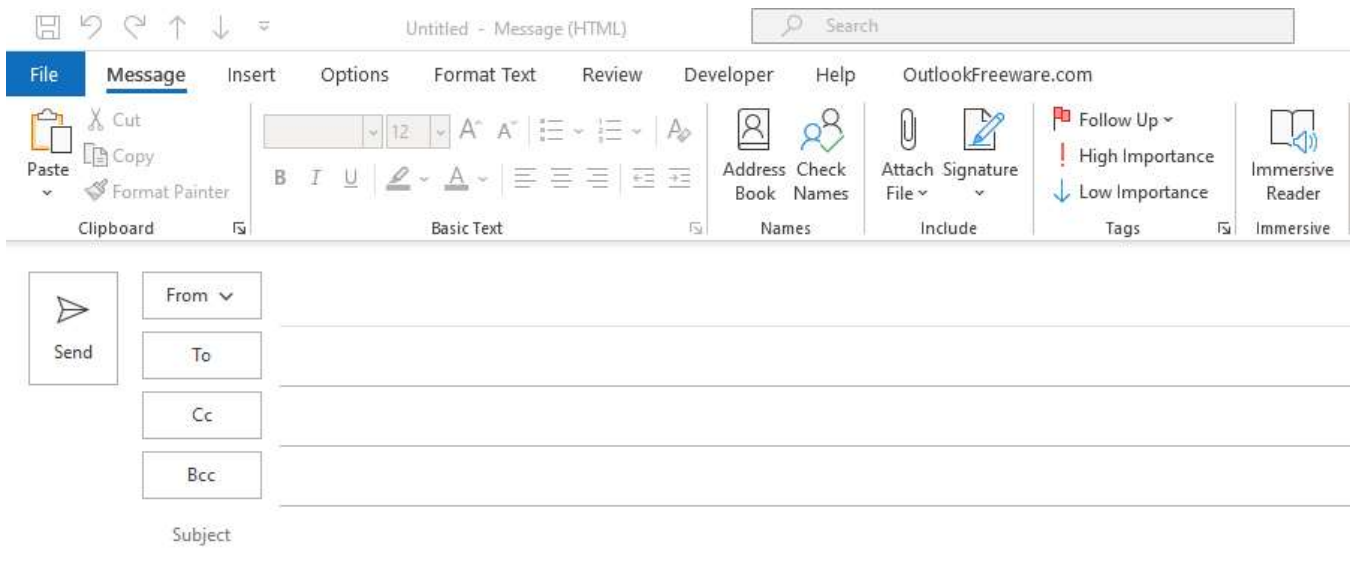 Untitled - Message (HTML) Search
File Message Insert Options Format Text Review Developer Help OutlookFreeware.com
Paste
Cut
Copy
Format Painter
Clipboard
12
B I U A
Basic Text
Address Book
Check Names
Names
Attach File
Signature
Include
Follow Up
High Importance
Low Importance
Tags
Immersive Reader
Immersive
Send
From
To
Cc
Bcc
Subject